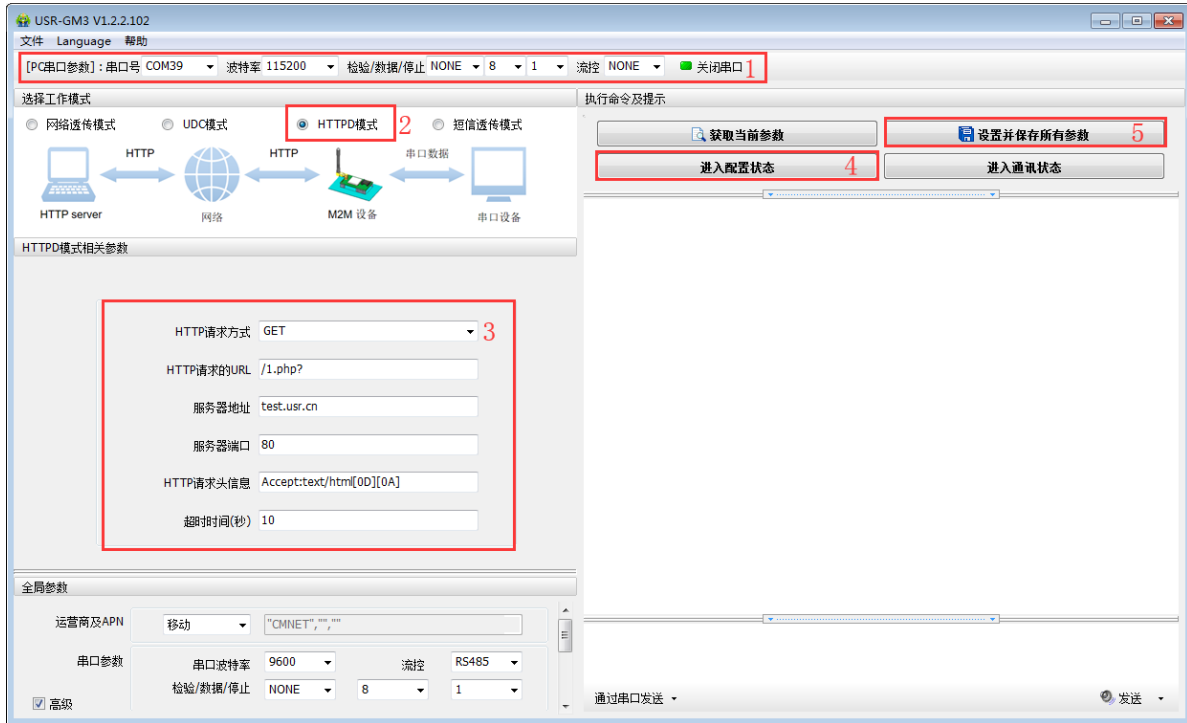 USR-GM3 V1.2.2.102
文件 Language 帮助
[PC串口参数]：串口号 COM39 波特率 115200 检验/数据/停止 NONE 8 1 流控 NONE 关闭串口 1
选择工作模式
网络透传模式 UDC模式 HTTPD模式 2 短信透传模式
HTTP HTTP 串口数据
HTTP server 网络 M2M 设备 串口设备
HTTPD模式相关参数
HTTP请求方式 GET 3
HTTP请求的URL /1.php?
服务器地址 test.usr.cn
服务器端口 80
HTTP请求头信息 Accept:text/html[0D][0A]
超时时间(秒) 10
全局参数
运营商及APN 移动 "CMNET","",""
串口参数 串口波特率 9600 流控 RS485
检验/数据/停止 NONE 8 1
高级
执行命令及提示
获取当前参数 设置并保存所有参数 5
进入配置状态 4 进入通讯状态
通过串口发送 发送